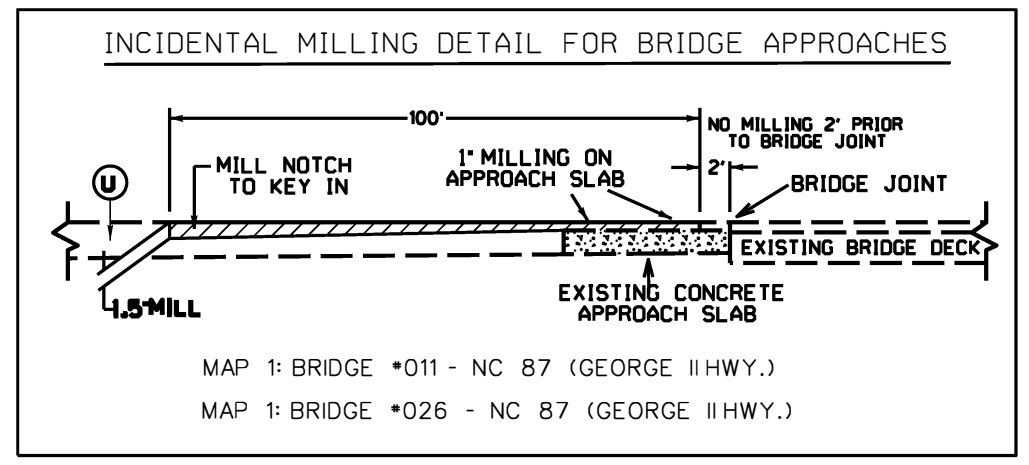 INCIDENTAL MILLING DETAIL FOR BRIDGE APPROACHES
100'
NO MILLING 2' PRIOR
TO BRIDGE JOINT
MILL NOTCH
TO KEY IN
1" MILLING ON
APPROACH SLAB
2'
U
BRIDGE JOINT
EXISTING BRIDGE DECK
1.5" MILL
EXISTING CONCRETE
APPROACH SLAB
MAP 1: BRIDGE #011 - NC 87 (GEORGE II HWY.)
MAP 1: BRIDGE #026 - NC 87 (GEORGE II HWY.)